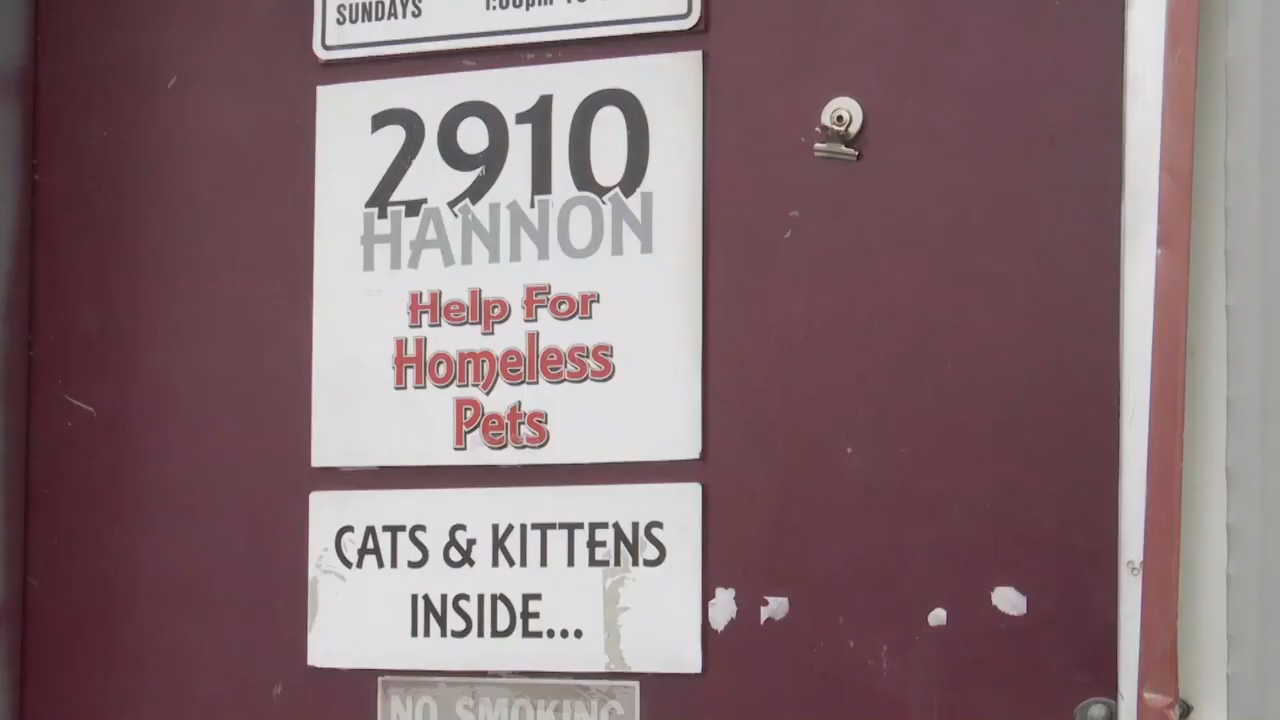 SUNDAYS
2910
HANNON
Help For
Homeless
Pets
CATS & KITTENS
INSIDE...
NO SMOKING